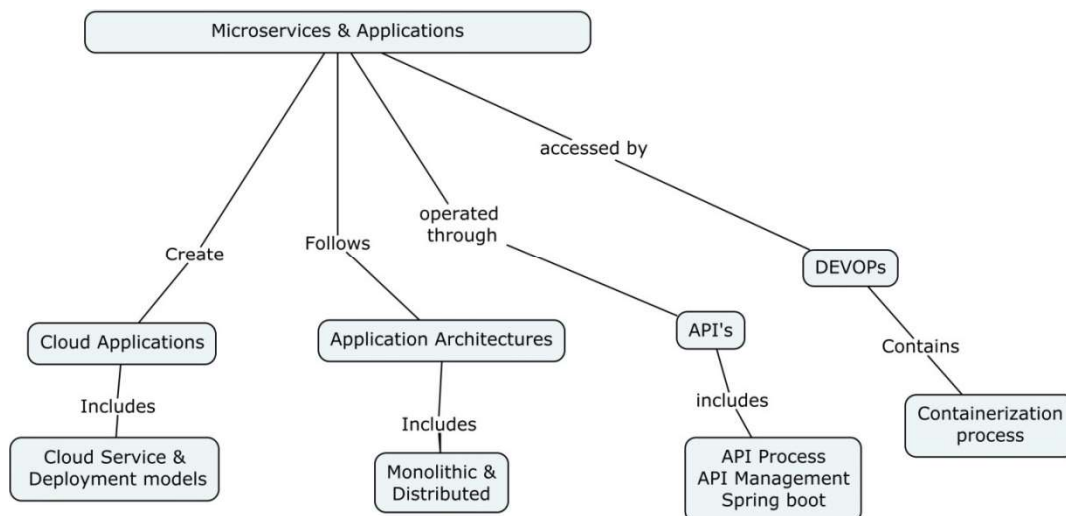 Microservices & Applications
accessed by
operated
through
Create
Follows
DEVOPs
Cloud Applications
Application Architectures
API's
Contains
Includes
Includes
includes
Containerization
process
Cloud Service &
Deployment models
Monolithic &
Distributed
API Process
API Management
Spring boot